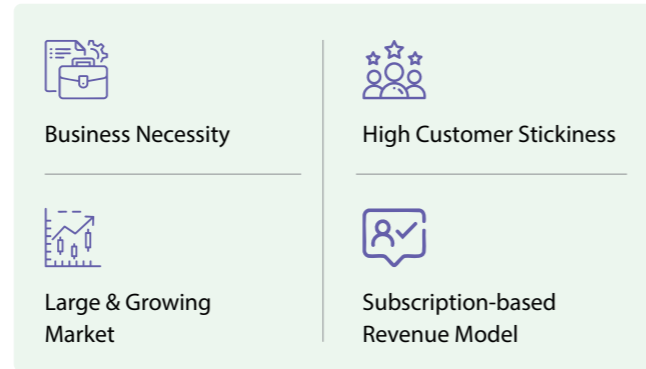 Business Necessity
High Customer Stickiness
Large & Growing
Market
Subscription-based
Revenue Model